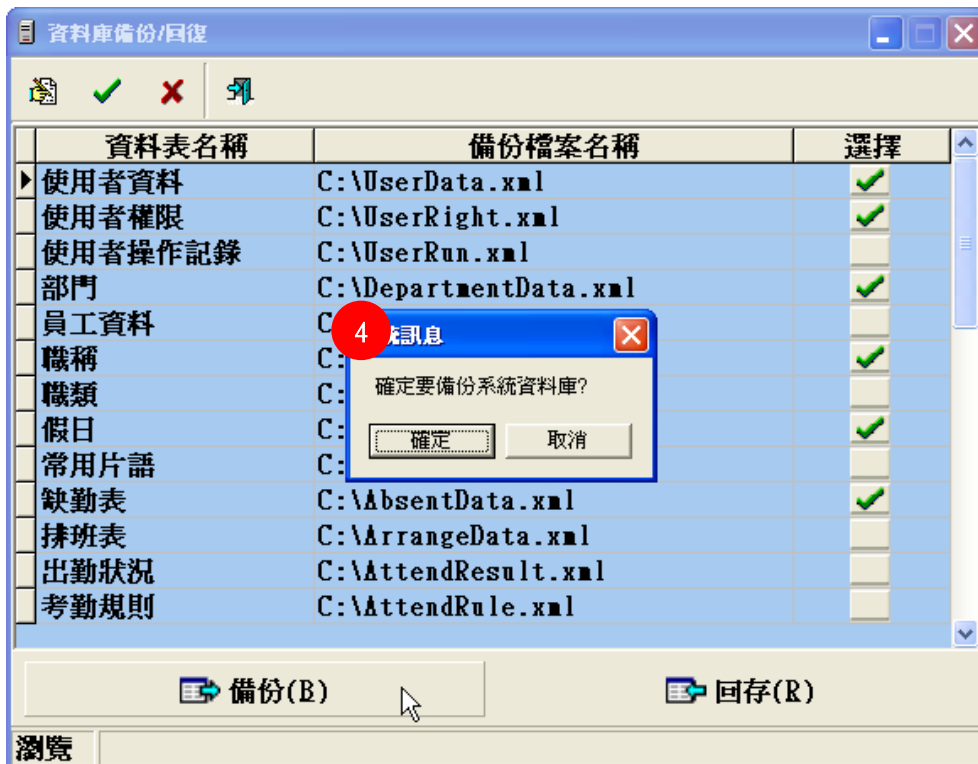 資料庫備份/回復
資料表名稱 備份檔案名稱 選擇
使用者資料 C:\UserData.xml
使用者權限 C:\UserRight.xml
使用者操作記錄 C:\UserRun.xml
部門 C:\DepartmentData.xml
員工資料 C
4 統訊息
職稱 C:
確定要備份系統資料庫?
職類 C:
假日 C:
確定 取消
常用片語 C:
缺勤表 C:\AbsentData.xml
排班表 C:\ArrangeData.xml
出勤狀況 C:\AttendResult.xml
考勤規則 C:\AttendRule.xml
備份(B) 回存(R)
瀏覽